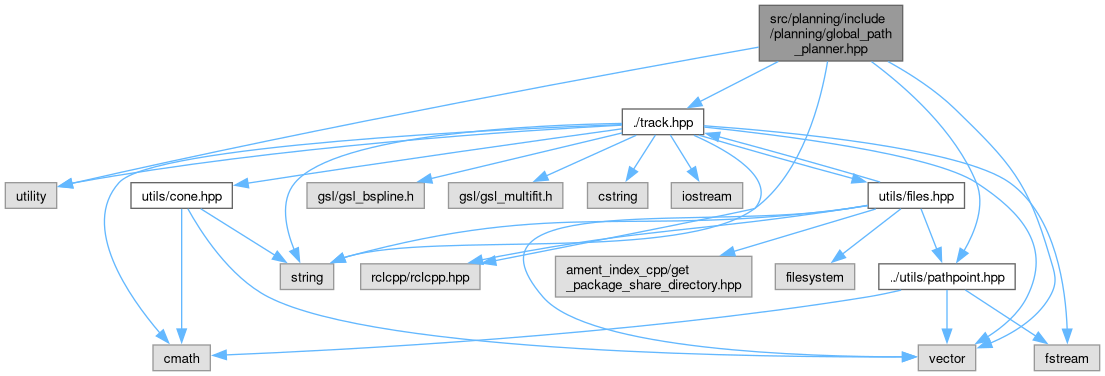 src/planning/include
/planning/global_path
_planner.hpp
./track.hpp
utility
utils/cone.hpp
gsl/gsl_bspline.h
gsl/gsl_multifit.h
cstring
iostream
utils/files.hpp
string
rclcpp/rclcpp.hpp
ament_index_cpp/get
_package_share_directory.hpp
filesystem
../utils/pathpoint.hpp
cmath
vector
fstream